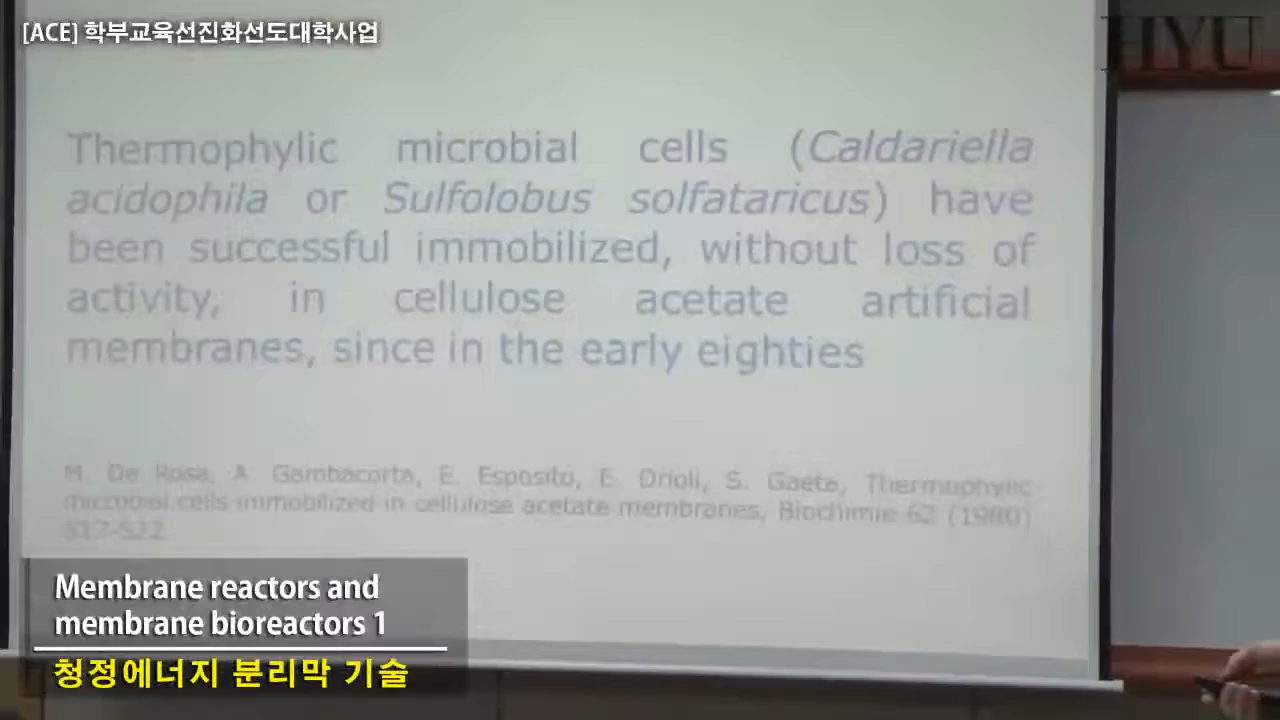 [ACE] 학부교육선진화선도대학사업
HYU
Thermophylic microbial cells (Caldariella
acidophila or Sulfolobus solfataricus) have
been successful immobilized, without loss of
activity, in cellulose acetate artificial
membranes, since in the early eighties
M. De Rosa, A. Gambacorta, E. Esposito, E. Drioli, S. Gaeta, Thermophylic
microbial cells immobilized in cellulose acetate membranes, Biochimie 62 (1980)
517-522
Membrane reactors and
membrane bioreactors 1
청정에너지 분리막 기술